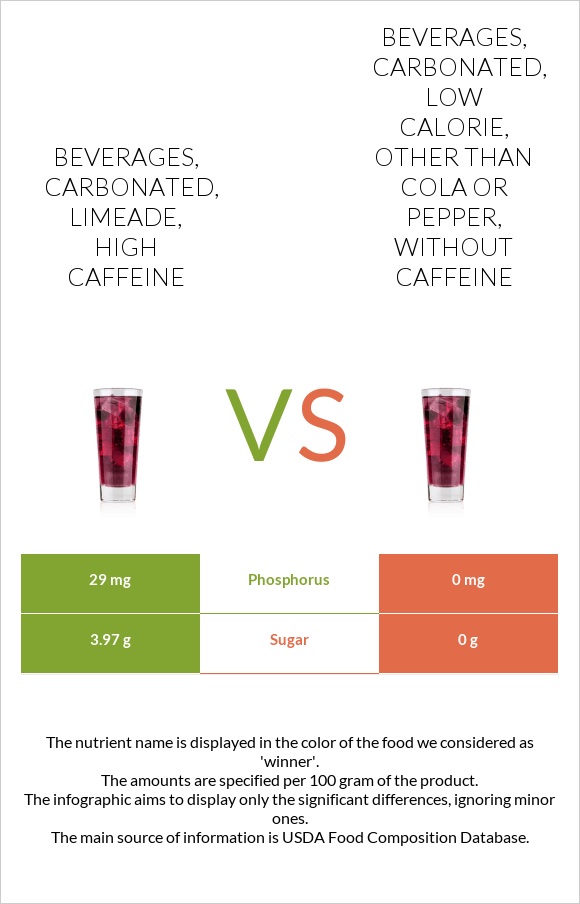 BEVERAGES,
CARBONATED,
LIMEADE,
HIGH
CAFFEINE
BEVERAGES,
CARBONATED,
LOW
CALORIE,
OTHER THAN
COLA OR
PEPPER,
WITHOUT
CAFFEINE
VS
29 mg Phosphorus 0 mg
3.97 g Sugar 0 g
The nutrient name is displayed in the color of the food we considered as
'winner'.
The amounts are specified per 100 gram of the product.
The infographic aims to display only the significant differences, ignoring minor
ones.
The main source of information is USDA Food Composition Database.